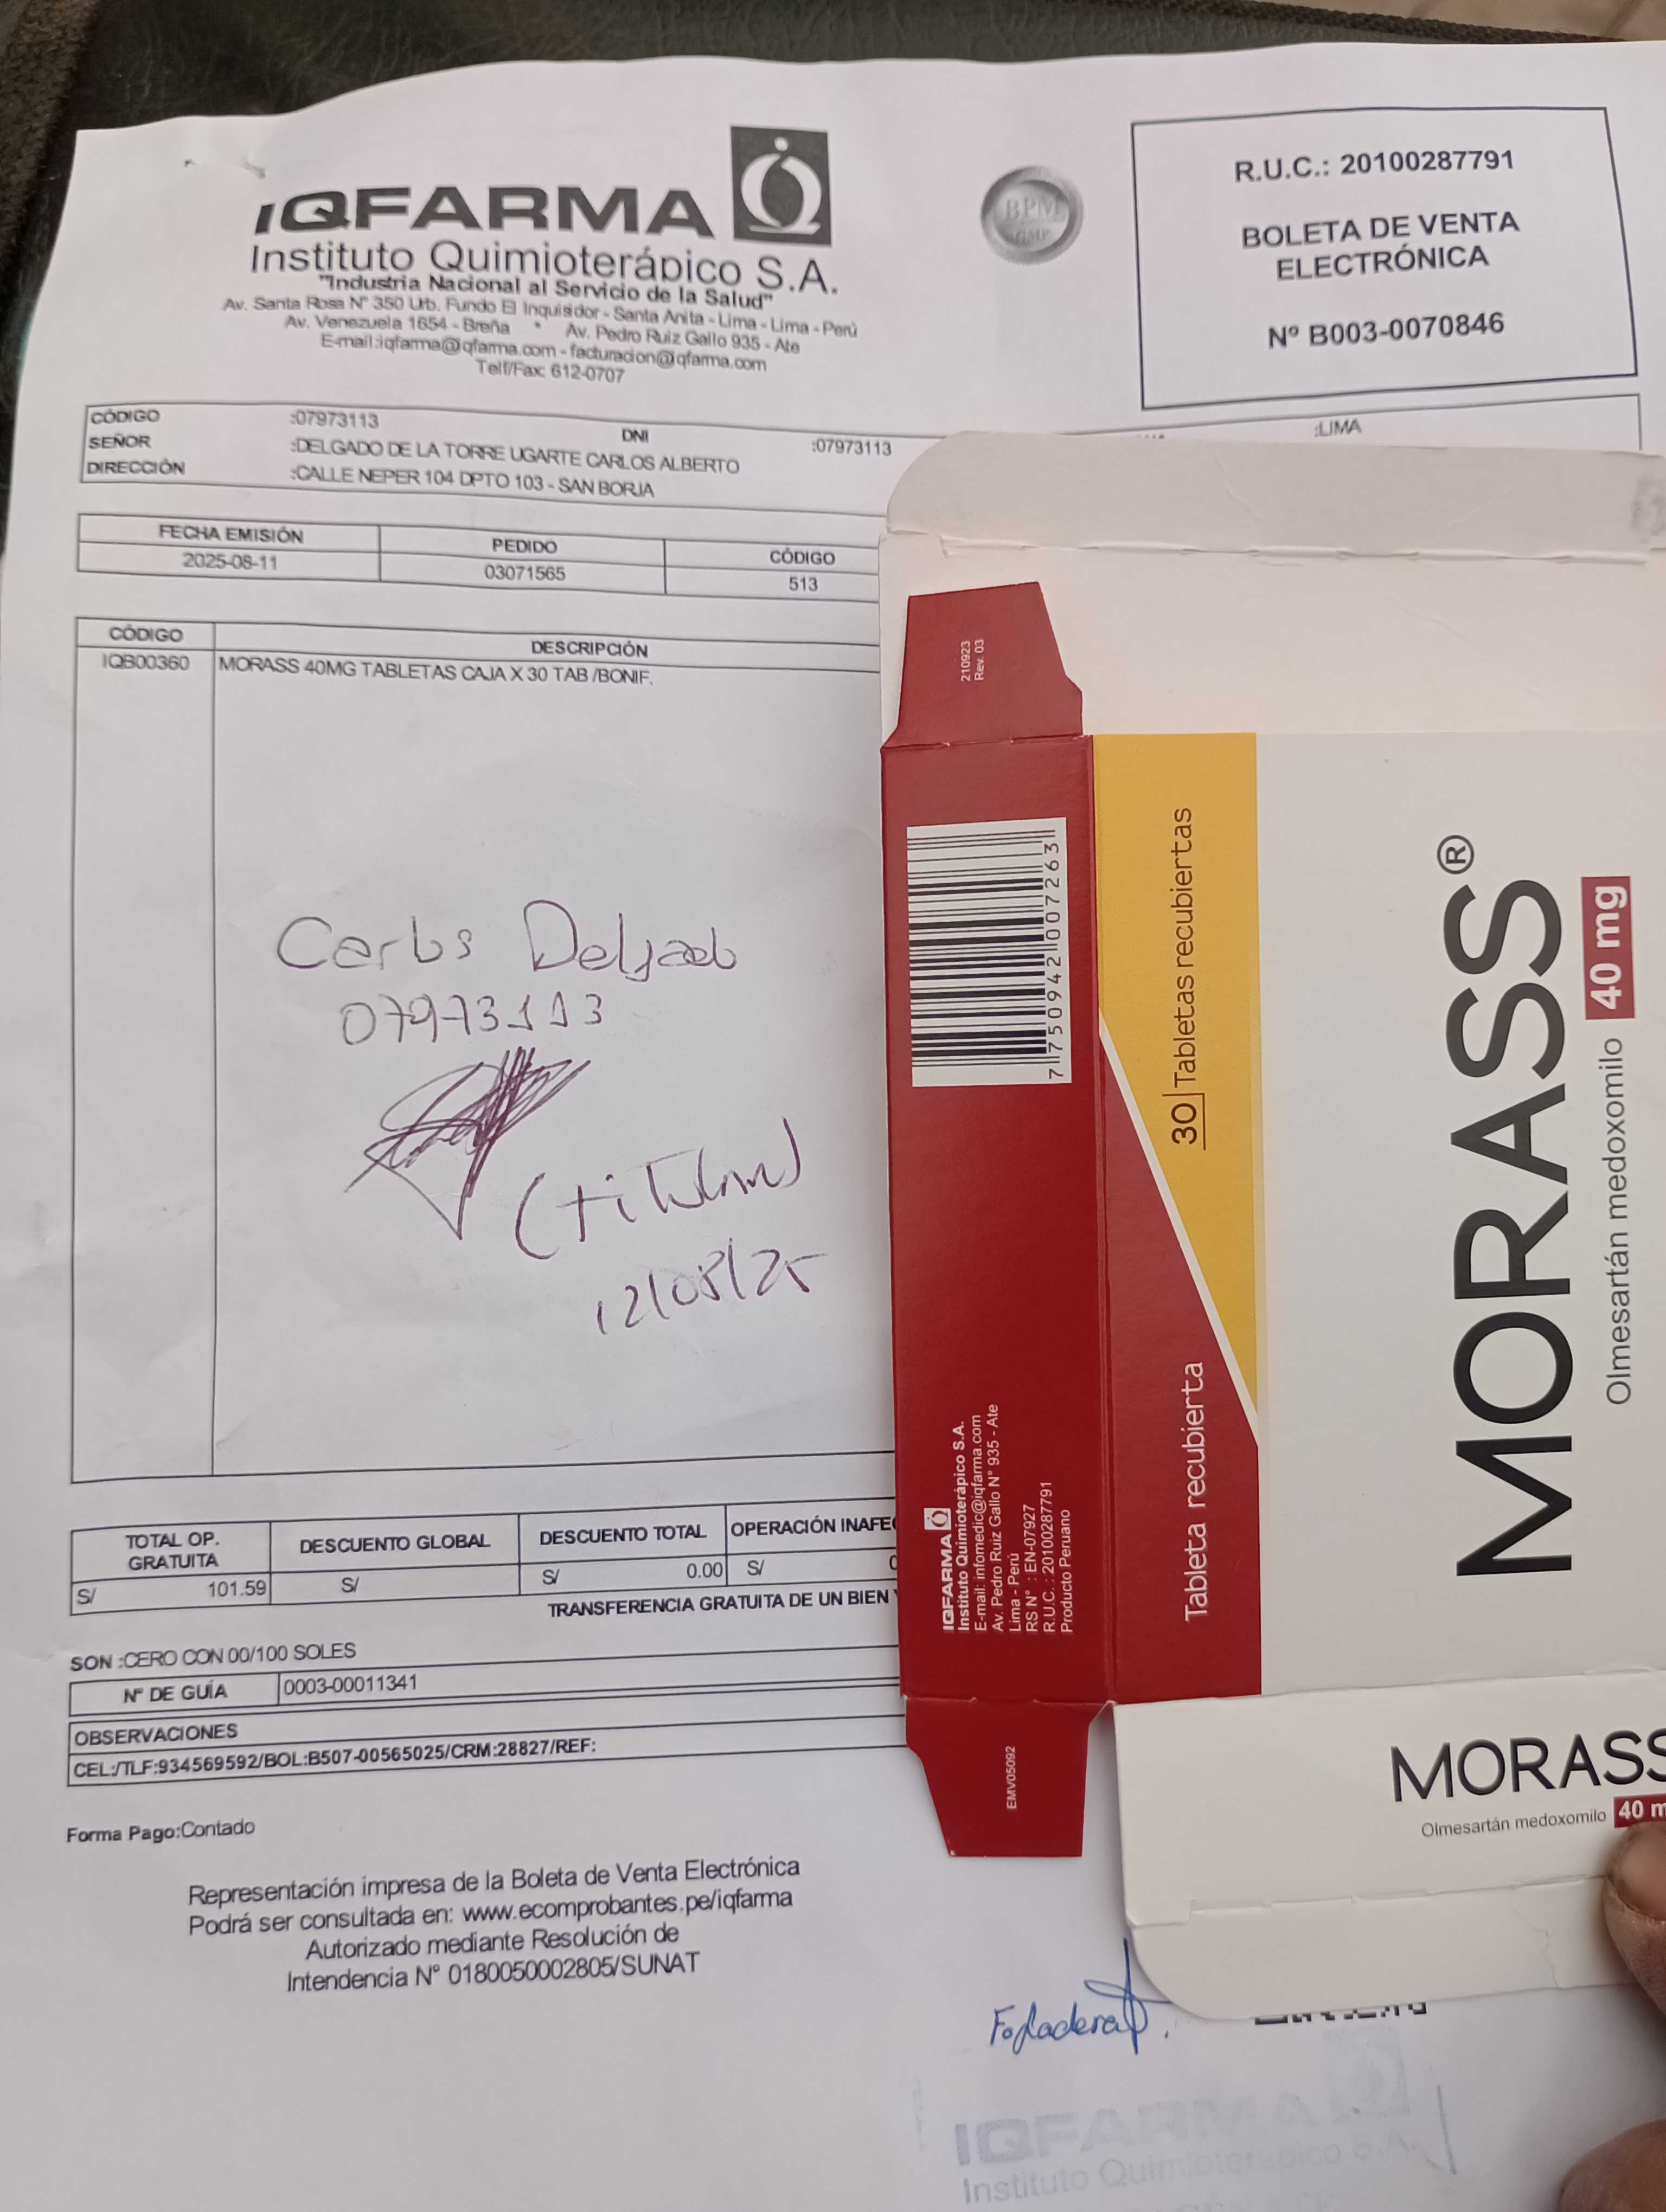 IQFARMA
Instituto Quimioterápico S.A.
"Industria Nacional al Servicio de la Salud"
Av. Santa Rosa N° 350 Urb. Fundo El Inquisidor - Santa Anita - Lima - Lima - Perú
Av. Venezuela 1654 - Breña * Av. Pedro Ruiz Gallo 935 - Ate
E-mail:iqfarma@iqfarma.com - facturacion@iqfarma.com
Telf/Fax: 612-0707
BPM
GMP
R.U.C.: 20100287791
BOLETA DE VENTA
ELECTRÓNICA
Nº B003-0070846
CÓDIGO :07973113 DNI :07973113 :LIMA
SEÑOR :DELGADO DE LA TORRE UGARTE CARLOS ALBERTO
DIRECCIÓN :CALLE NEPER 104 DPTO 103 - SAN BORJA
FECHA EMISIÓN PEDIDO CÓDIGO
2025-08-11 03071565 513
CÓDIGO DESCRIPCIÓN
IQB00360 MORASS 40MG TABLETAS CAJA X 30 TAB /BONIF.
Carlos Delgado
07973113
(titular)
12/08/25
TOTAL OP. GRATUITA DESCUENTO GLOBAL DESCUENTO TOTAL OPERACIÓN INAFE
S/ 101.59 S/ S/ 0.00 S/ 0
TRANSFERENCIA GRATUITA DE UN BIEN
SON :CERO CON 00/100 SOLES
N° DE GUÍA 0003-00011341
OBSERVACIONES
CEL:/TLF:934569592/BOL:B507-00565025/CRM:28827/REF:
Forma Pago:Contado
Representación impresa de la Boleta de Venta Electrónica
Podrá ser consultada en: www.ecomprobantes.pe/iqfarma
Autorizado mediante Resolución de
Intendencia N° 0180050002805/SUNAT
210923
Rev. 03
7750942007263
IQFARMA
Instituto Quimioterápico S.A.
E-mail: infomedic@iqfarma.com
Av. Pedro Ruiz Gallo N° 935 - Ate
Lima - Perú
RS N° : EN-07927
R.U.C. : 20100287791
Producto Peruano
EMV05092
30 Tabletas recubiertas
Tableta recubierta
MORASS®
Olmesartán medoxomilo 40 mg
MORASS
Olmesartán medoxomilo 40 m
IQFARMA
Instituto Quimioterápico S.A.